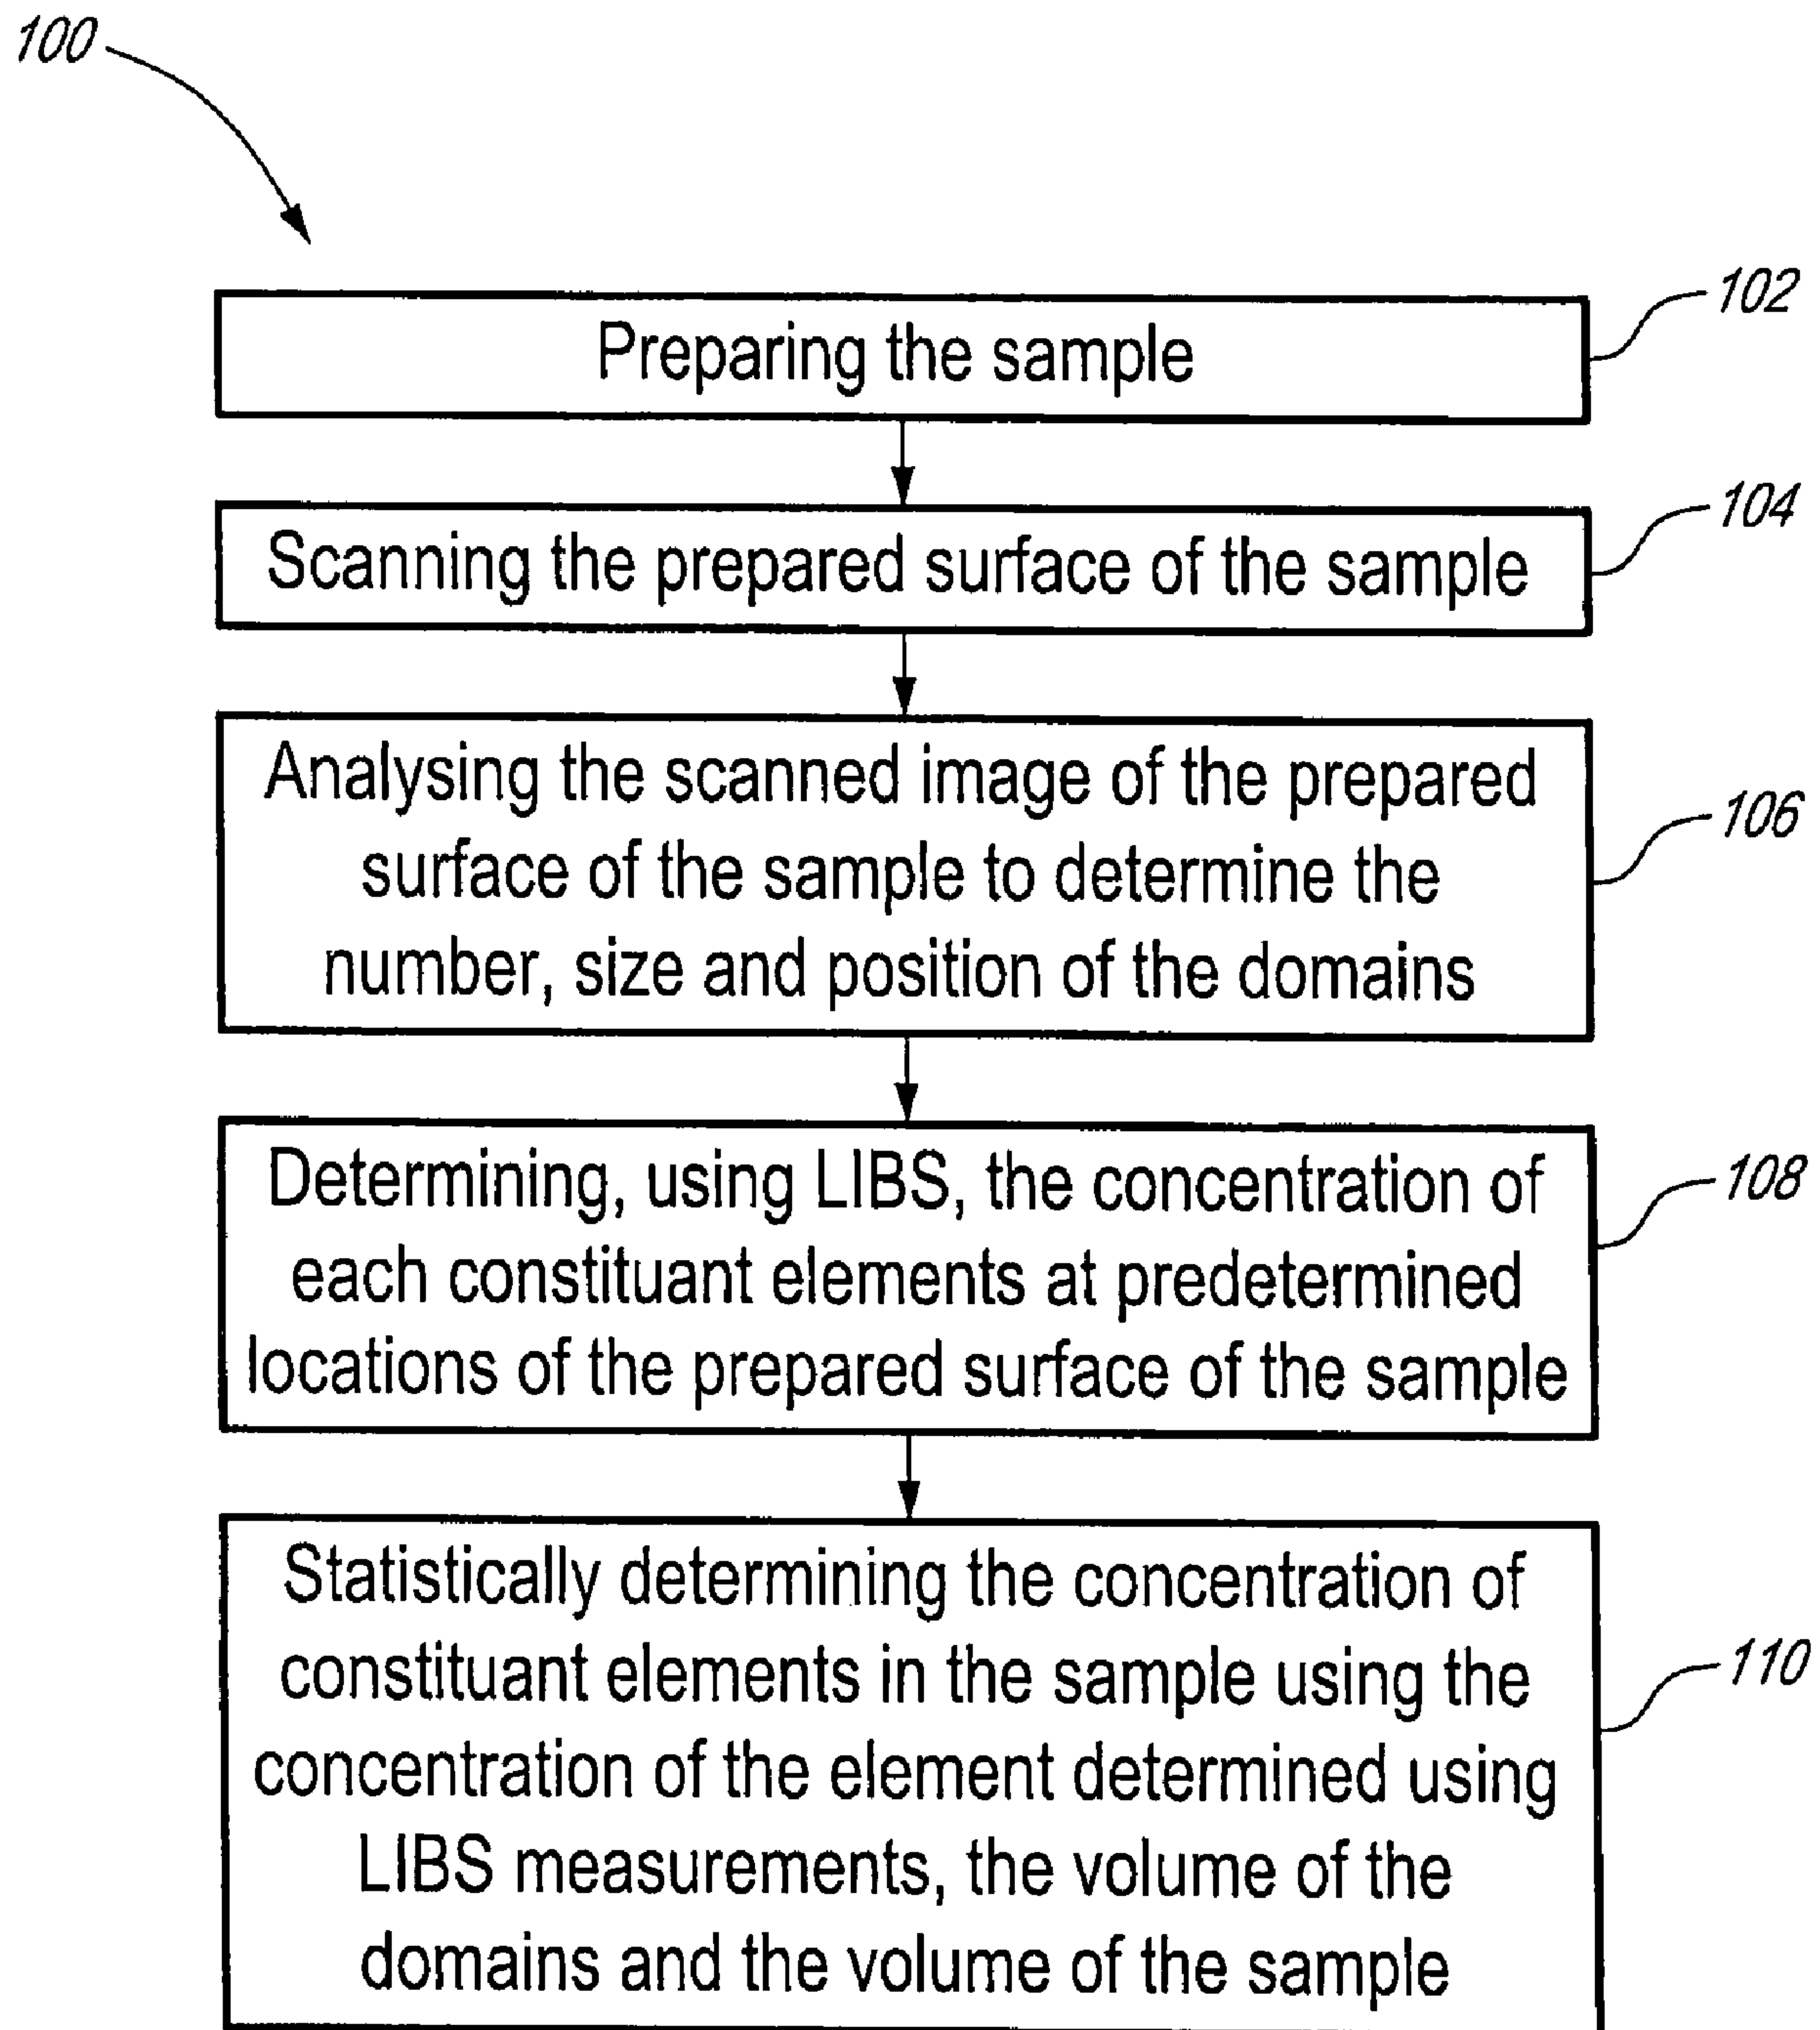 100
Preparing the sample
102
Scanning the prepared surface of the sample
104
Analysing the scanned image of the prepared
surface of the sample to determine the
number, size and position of the domains
106
Determining, using LIBS, the concentration of
each constituant elements at predetermined
locations of the prepared surface of the sample
108
Statistically determining the concentration of
constituant elements in the sample using the
concentration of the element determined using
LIBS measurements, the volume of the
domains and the volume of the sample
110